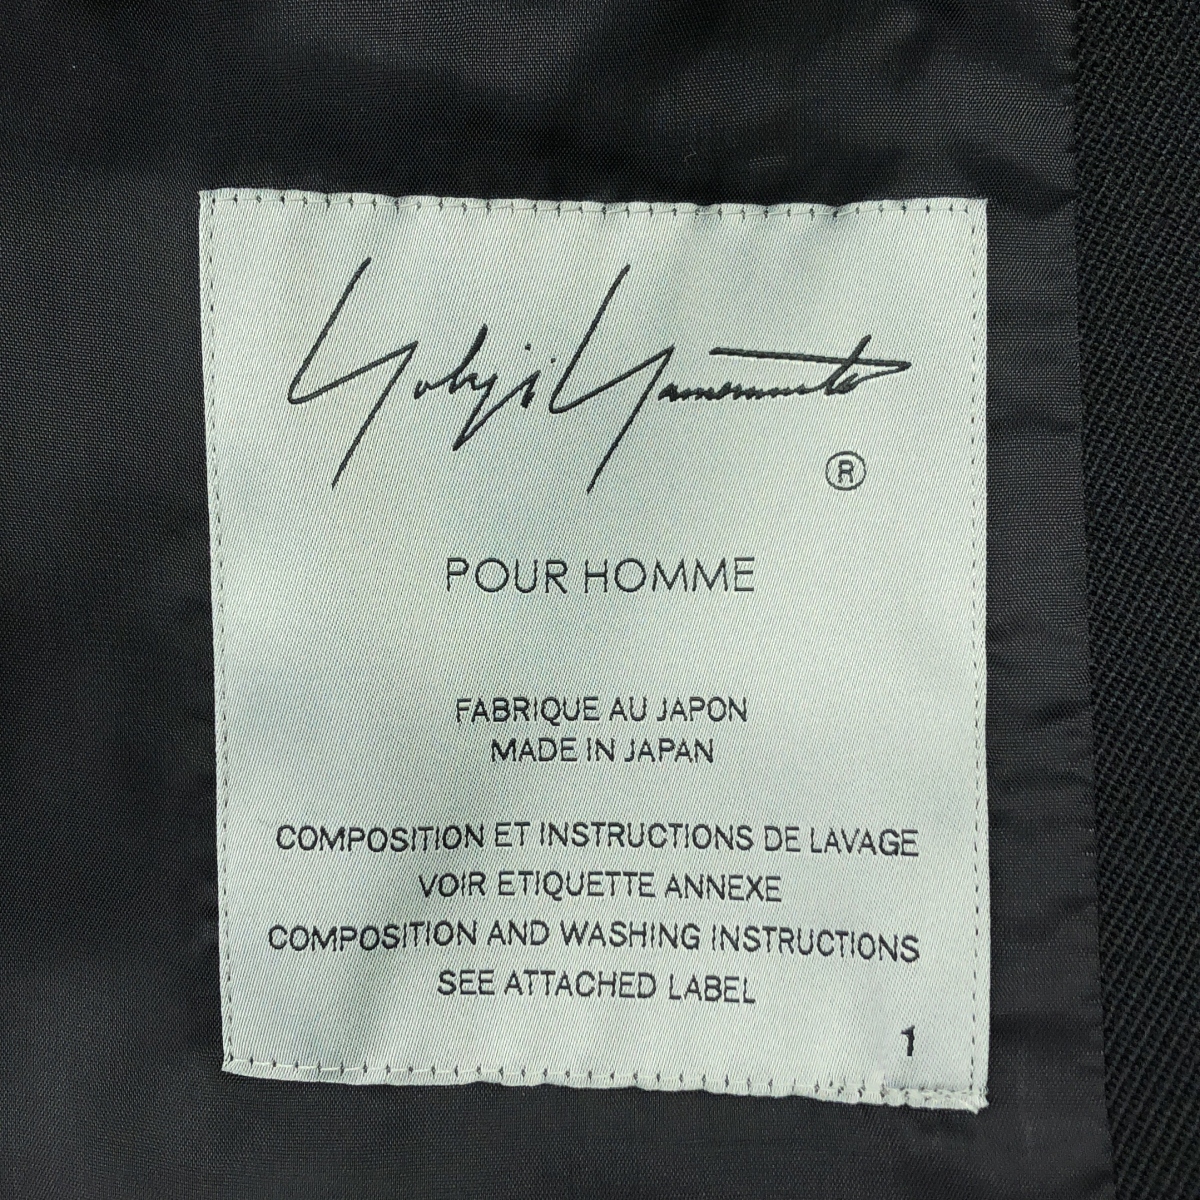 Yohji Yamamoto
®
POUR HOMME
FABRIQUE AU JAPON
MADE IN JAPAN
COMPOSITION ET INSTRUCTIONS DE LAVAGE
VOIR ETIQUETTE ANNEXE
COMPOSITION AND WASHING INSTRUCTIONS
SEE ATTACHED LABEL
1